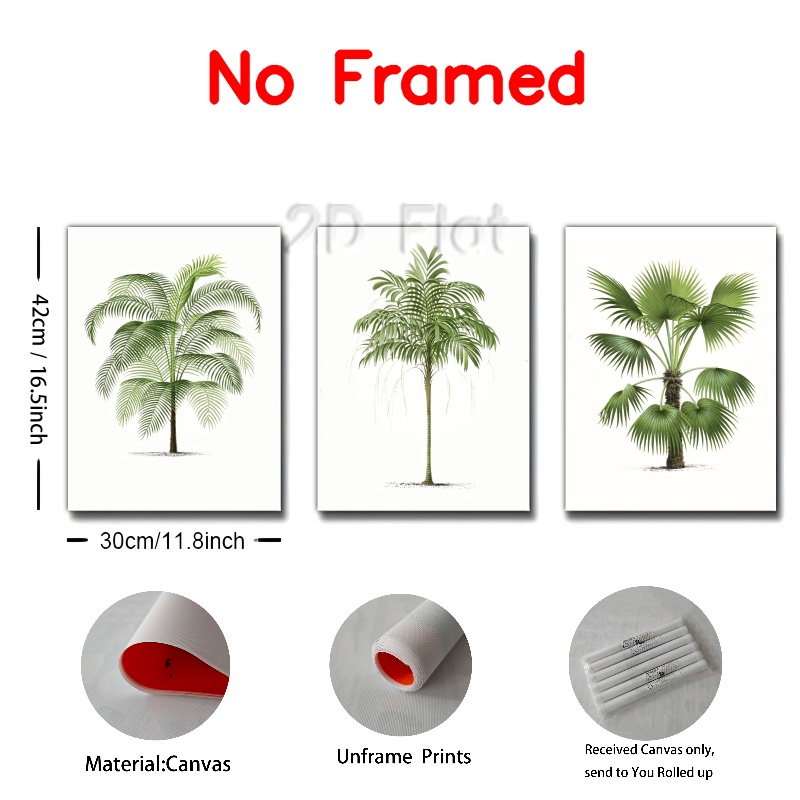 No Framed
2D Flat
42cm / 16.5inch
30cm/11.8inch
Material:Canvas
Unframe Prints
Received Canvas only,
send to You Rolled up